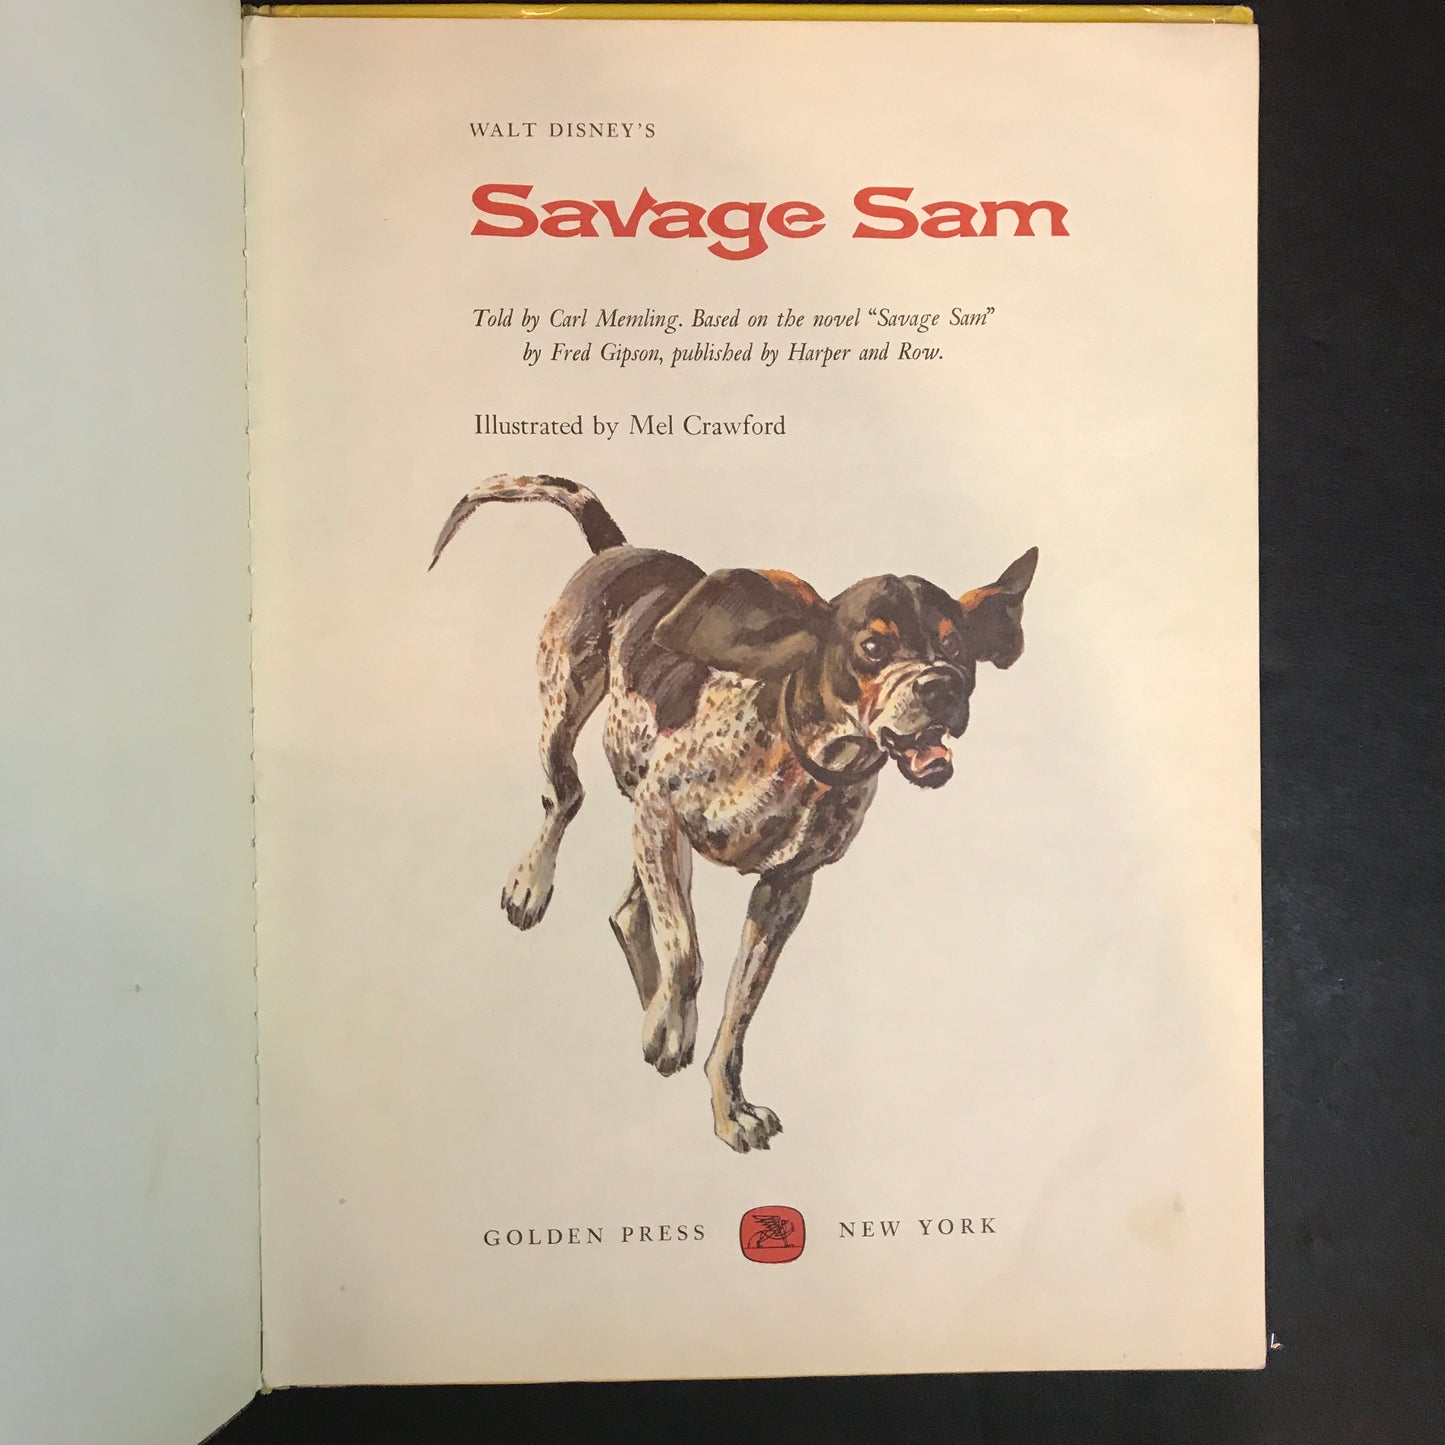 WALT DISNEY'S
Savage Sam
Told by Carl Memling. Based on the novel “Savage Sam”
by Fred Gipson, published by Harper and Row.
Illustrated by Mel Crawford
GOLDEN PRESS NEW YORK